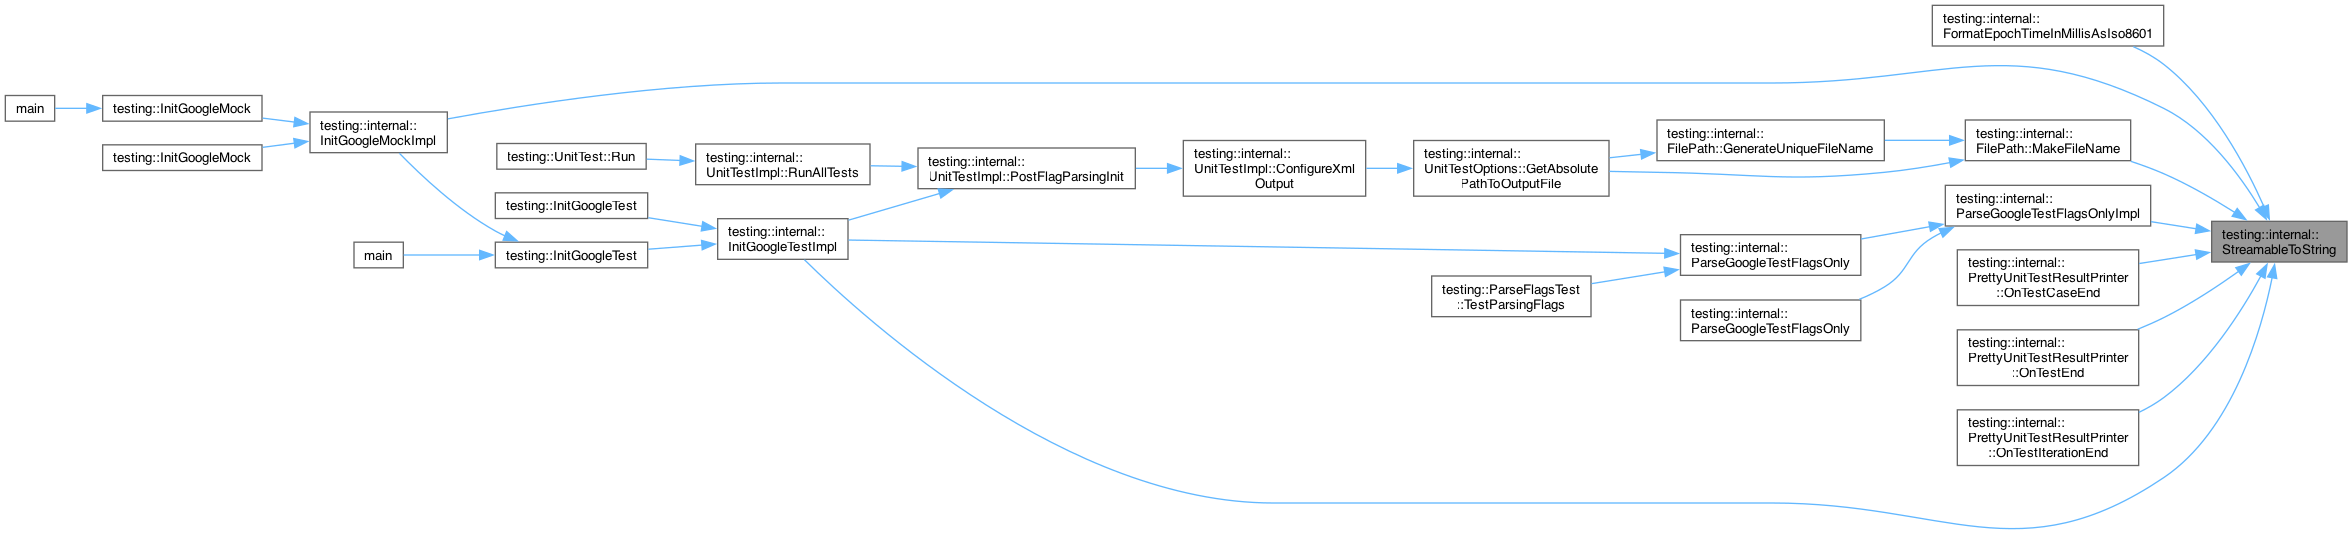 main
testing::InitGoogleMock
testing::InitGoogleMock
testing::internal::
InitGoogleMockImpl
main
testing::UnitTest::Run
testing::InitGoogleTest
testing::InitGoogleTest
testing::internal::
UnitTestImpl::RunAllTests
testing::internal::
InitGoogleTestImpl
testing::internal::
UnitTestImpl::PostFlagParsingInit
testing::internal::
UnitTestImpl::ConfigureXml
Output
testing::internal::
UnitTestOptions::GetAbsolute
PathToOutputFile
testing::ParseFlagsTest
::TestParsingFlags
testing::internal::
FilePath::GenerateUniqueFileName
testing::internal::
ParseGoogleTestFlagsOnly
testing::internal::
ParseGoogleTestFlagsOnly
testing::internal::
FormatEpochTimeInMillisAsIso8601
testing::internal::
FilePath::MakeFileName
testing::internal::
ParseGoogleTestFlagsOnlyImpl
testing::internal::
PrettyUnitTestResultPrinter
::OnTestCaseEnd
testing::internal::
PrettyUnitTestResultPrinter
::OnTestEnd
testing::internal::
PrettyUnitTestResultPrinter
::OnTestIterationEnd
testing::internal::
StreamableToString